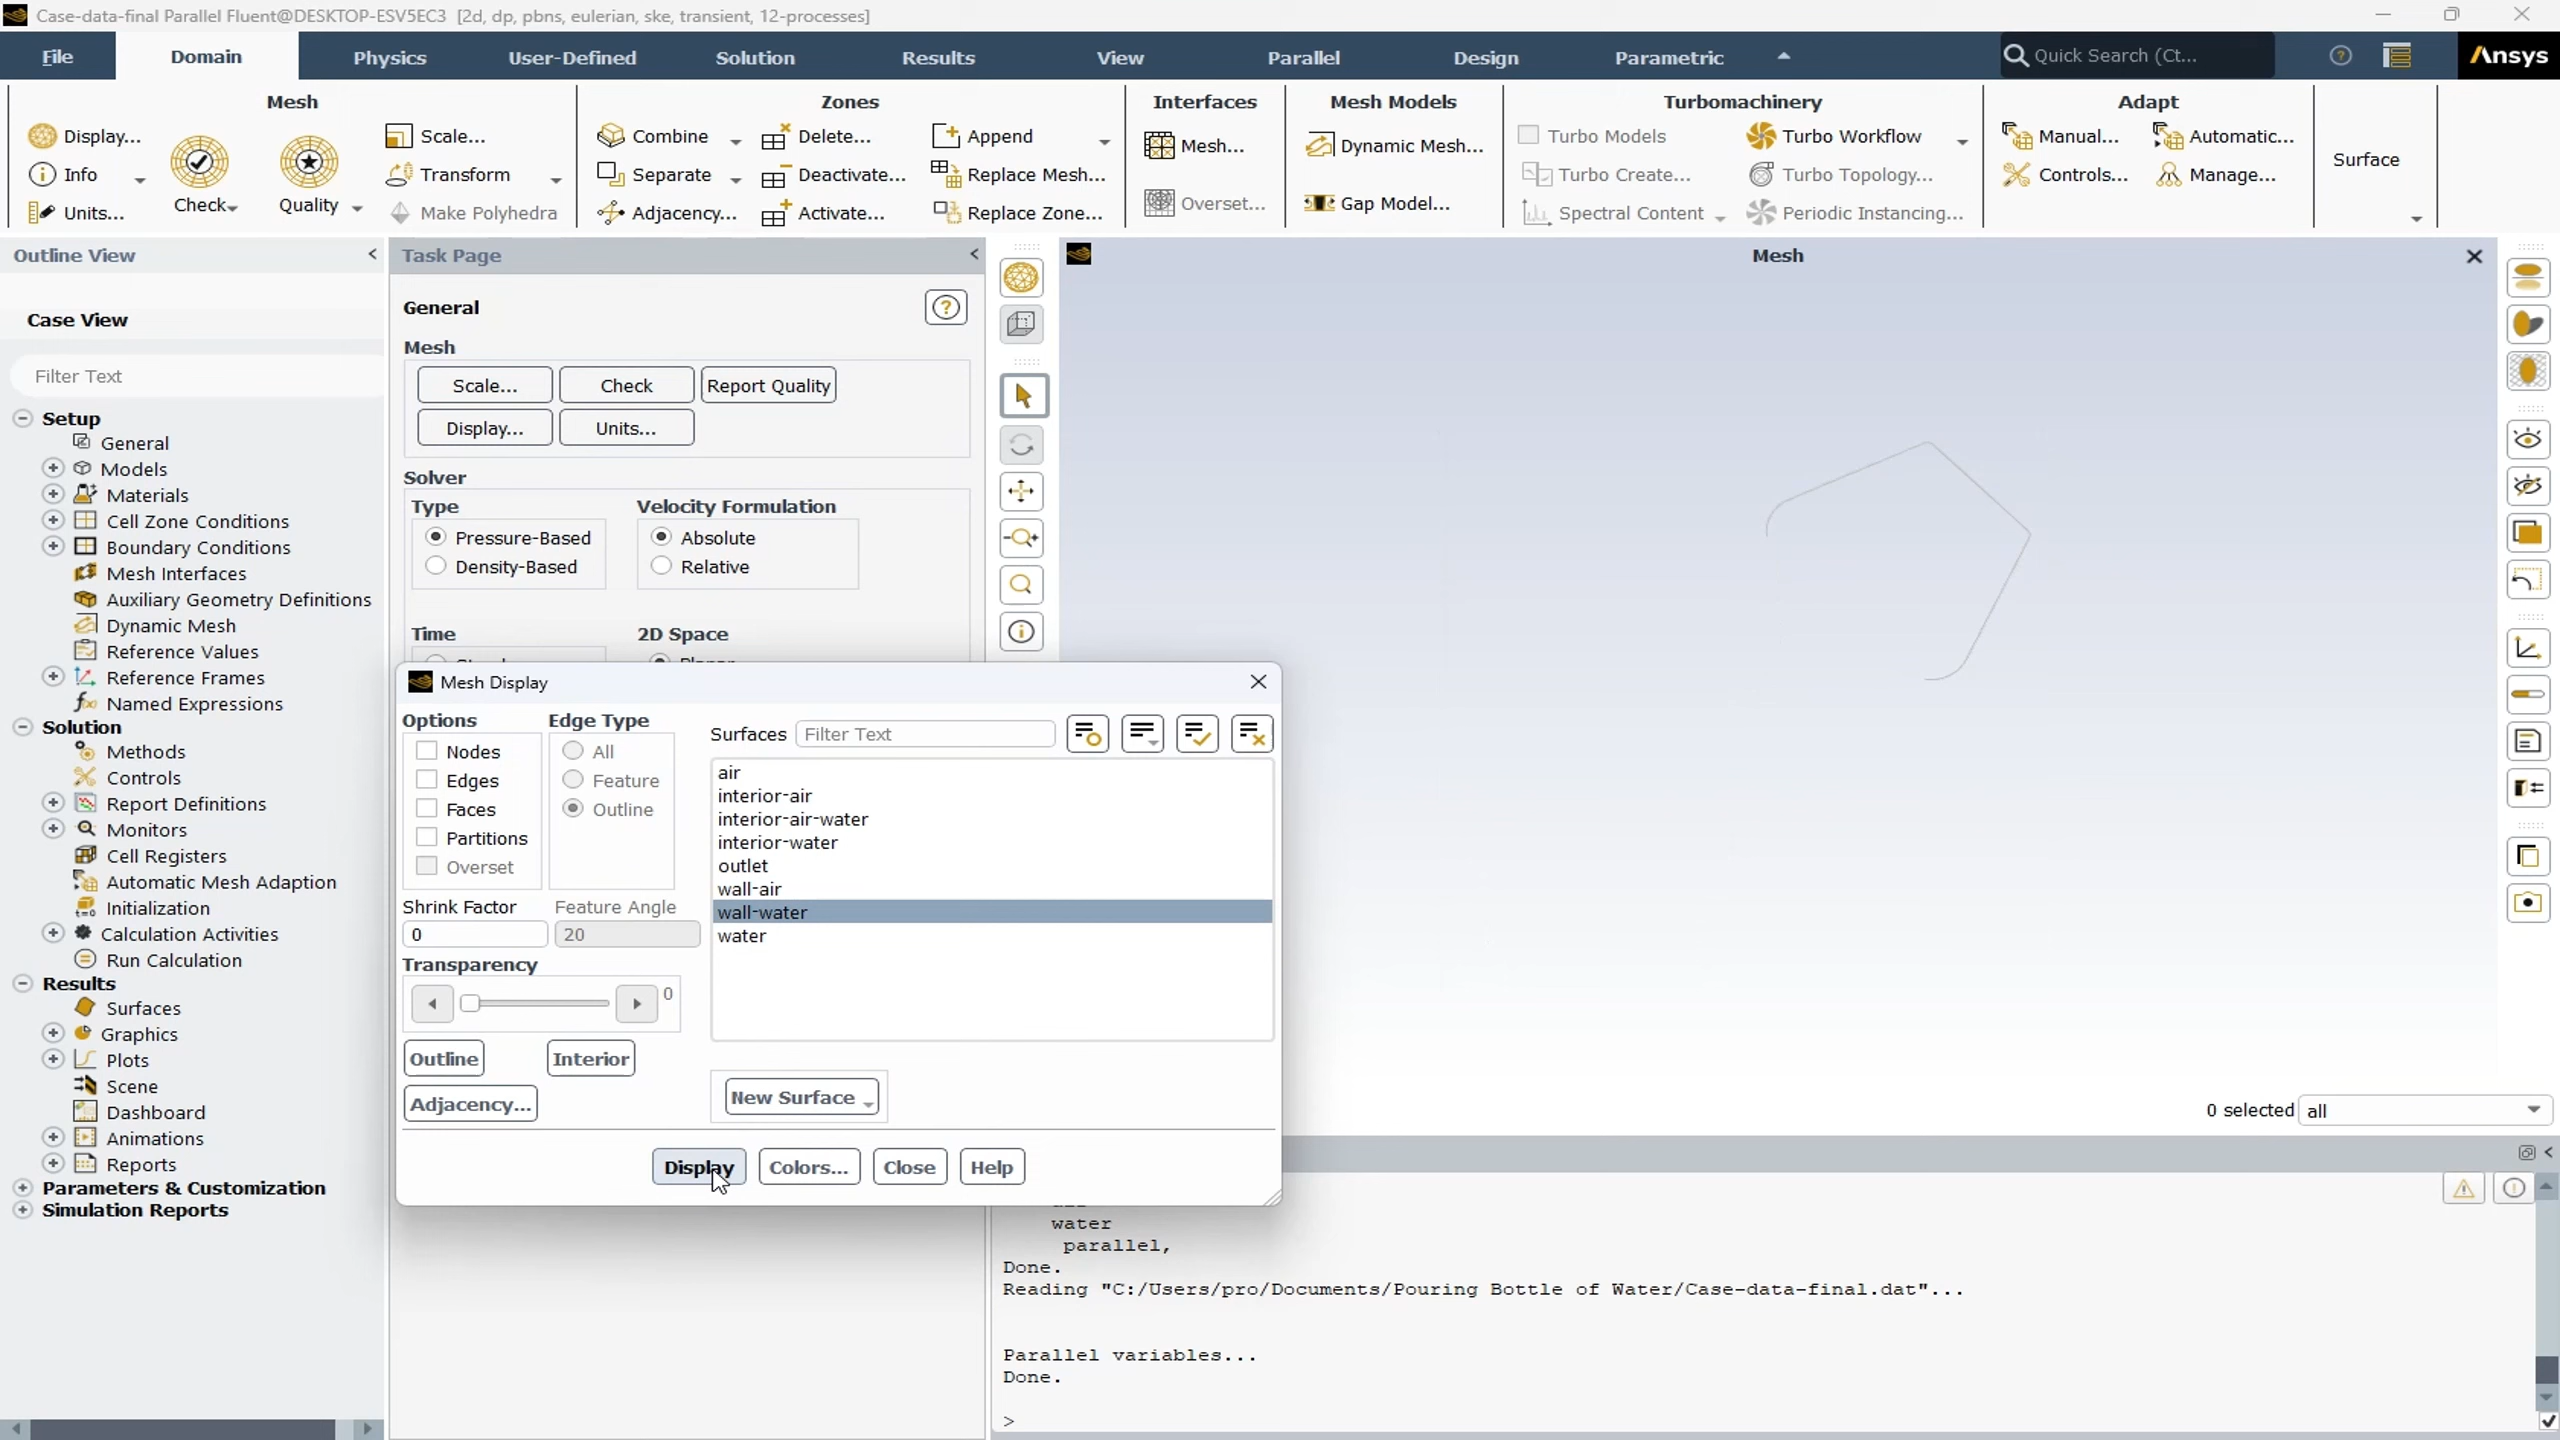 Case-data-final Parallel Fluent@DESKTOP-ESV5EC3 [2d, dp, pbns, eulerian, ske, transient, 12-processes]
File Domain Physics User-Defined Solution Results View Parallel Design Parametric Quick Search (Ct... Ansys
Mesh Zones Interfaces Mesh Models Turbomachinery Adapt
Display... Scale... Combine Delete... Append Mesh... Dynamic Mesh... Turbo Models Turbo Workflow Manual... Automatic...
Info Transform Separate Deactivate... Replace Mesh... Turbo Create... Turbo Topology... Controls... Manage... Surface
Units... Check Quality Make Polyhedra Adjacency... Activate... Replace Zone... Overset... Gap Model... Spectral Content Periodic Instancing...
Outline View
Case View
Filter Text
Setup
General
Models
Materials
Cell Zone Conditions
Boundary Conditions
Mesh Interfaces
Auxiliary Geometry Definitions
Dynamic Mesh
Reference Values
Reference Frames
Named Expressions
Solution
Methods
Controls
Report Definitions
Monitors
Cell Registers
Automatic Mesh Adaption
Initialization
Calculation Activities
Run Calculation
Results
Surfaces
Graphics
Plots
Scene
Dashboard
Animations
Reports
Parameters & Customization
Simulation Reports
Task Page
General
Mesh
Scale... Check Report Quality
Display... Units...
Solver
Type Velocity Formulation
Pressure-Based Absolute
Density-Based Relative
Time 2D Space
Mesh Display
Options Edge Type
Nodes All
Edges Feature
Faces Outline
Partitions
Overset
Shrink Factor Feature Angle
0 20
Transparency
0
Outline Interior
Adjacency...
Surfaces Filter Text
air
interior-air
interior-air-water
interior-water
outlet
wall-air
wall-water
water
New Surface
Display Colors... Close Help
Mesh
0 selected all
water
parallel,
Done.
Reading "C:/Users/pro/Documents/Pouring Bottle of Water/Case-data-final.dat"...
Parallel variables...
Done.
>